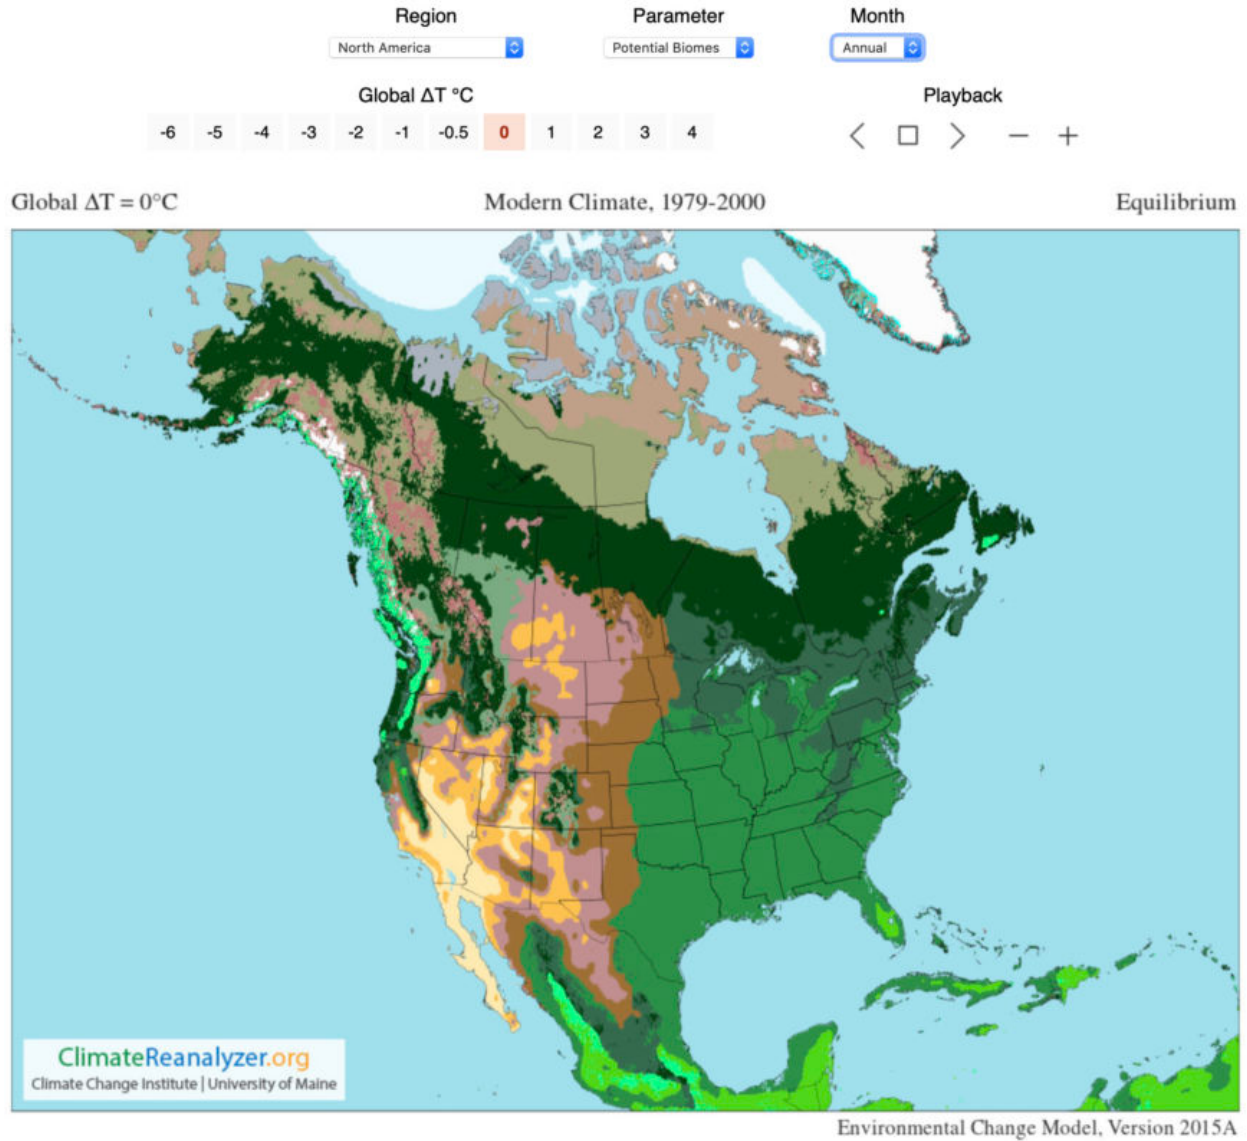 Region Parameter Month
North America Potential Biomes Annual
Global ΔT °C Playback
-6 -5 -4 -3 -2 -1 -0.5 0 1 2 3 4
Global ΔT = 0°C Modern Climate, 1979-2000 Equilibrium
ClimateReanalyzer.org
Climate Change Institute | University of Maine
Environmental Change Model, Version 2015A